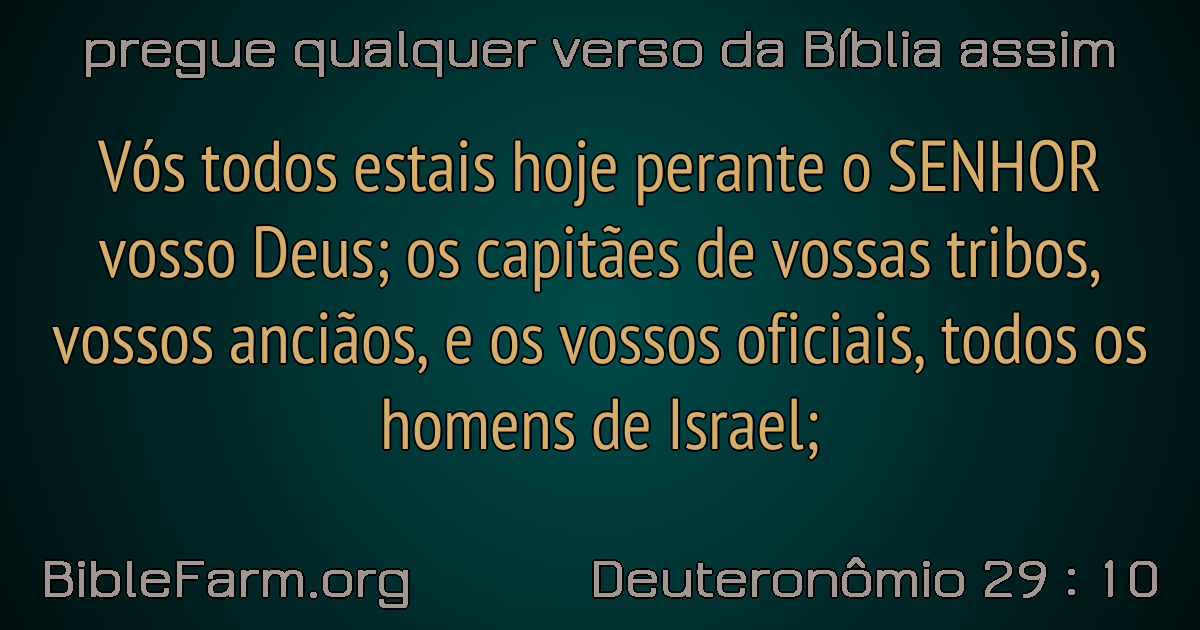 pregue qualquer verso da Bíblia assim
Vós todos estais hoje perante o SENHOR
vosso Deus; os capitães de vossas tribos,
vossos anciãos, e os vossos oficiais, todos os
homens de Israel;
BibleFarm.org
Deuteronômio 29 : 10